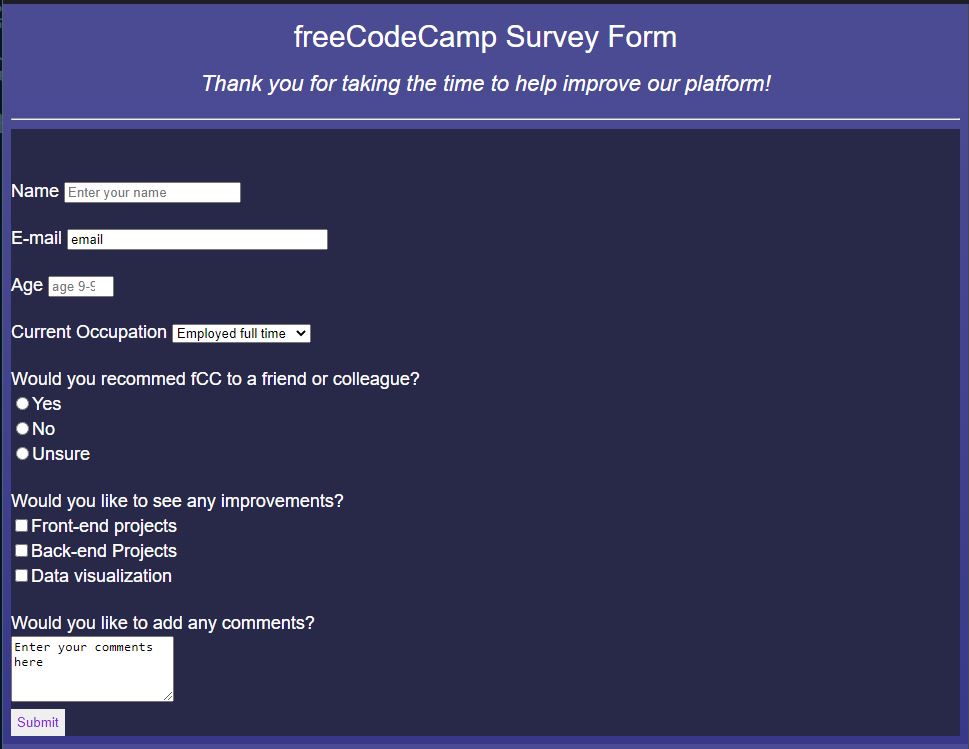 freeCodeCamp Survey Form
Thank you for taking the time to help improve our platform!
Name Enter your name
E-mail email
Age age 9-9
Current Occupation Employed full time
Would you recommed fCC to a friend or colleague?
Yes
No
Unsure
Would you like to see any improvements?
Front-end projects
Back-end Projects
Data visualization
Would you like to add any comments?
Enter your comments
here
Submit